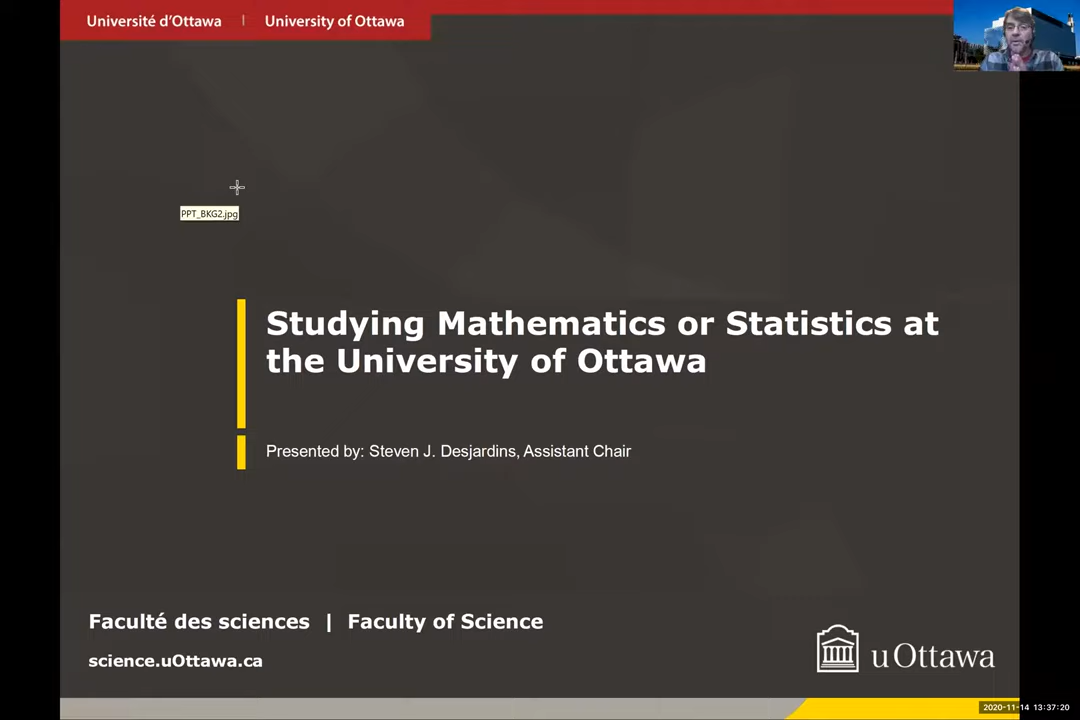 Université d'Ottawa | University of Ottawa
PPT_BKG2.jpg
Studying Mathematics or Statistics at
the University of Ottawa
Presented by: Steven J. Desjardins, Assistant Chair
Faculté des sciences | Faculty of Science
science.uOttawa.ca
uOttawa
2020-11-14 13:37:20